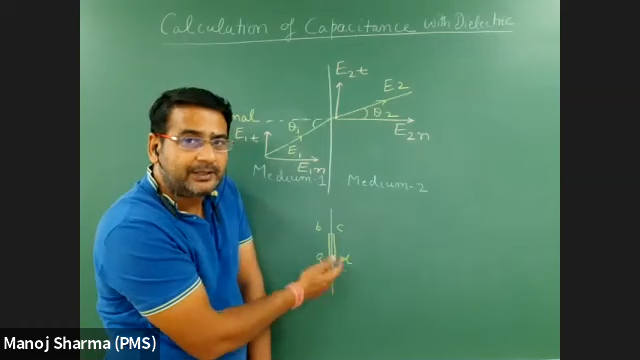 Calculation of Capacitance with Dielectric
E2t
E2
θ1
θ2
E1t
E1
E1n
E2n
Medium-1
Medium-2
b c
Manoj Sharma (PMS)